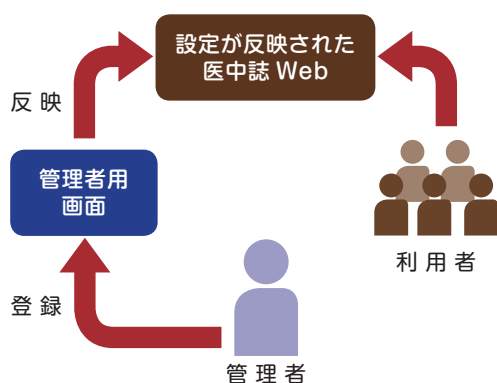 設定が反映された
医中誌 Web
反映
管理者用
画面
利用者
登録
管理者